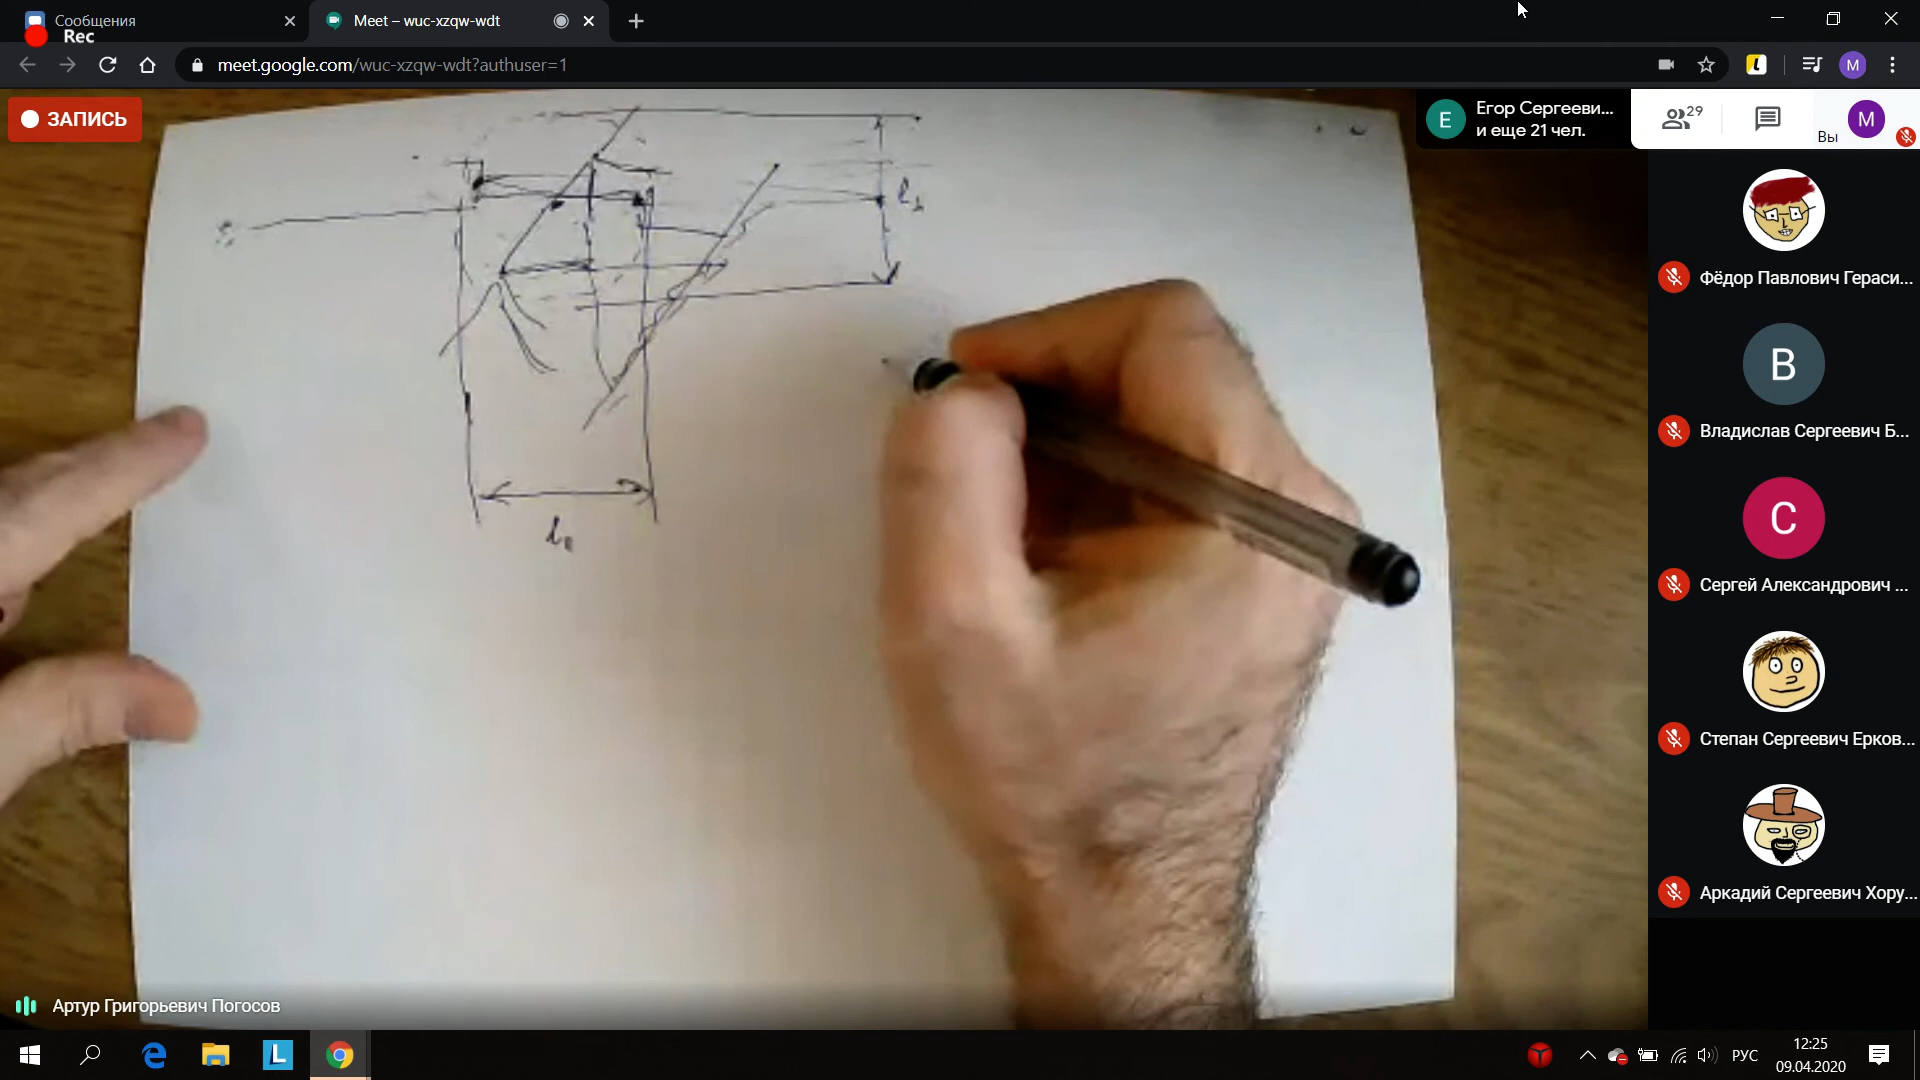 Сообщения
Meet – wuc-xzqw-wdt
Rec
meet.google.com/wuc-xzqw-wdt?authuser=1
L
M
ЗАПИСЬ
E
Егор Сергееви...
и еще 21 чел.
29
Вы
M
Фёдор Павлович Гераси...
B
Владислав Сергеевич Б...
C
Сергей Александрович ...
Степан Сергеевич Ерков...
Аркадий Сергеевич Хору...
Артур Григорьевич Погосов
L
РУС
12:25
09.04.2020